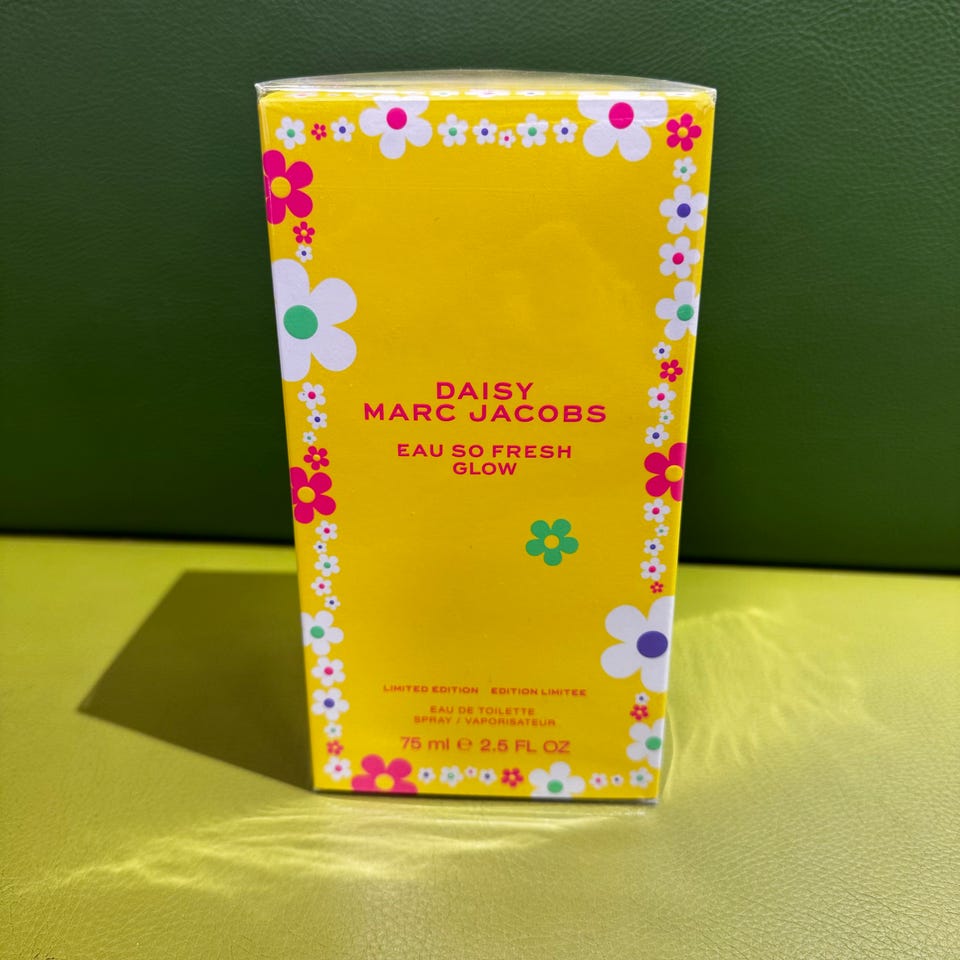 DAISY
MARC JACOBS
EAU SO FRESH
GLOW
LIMITED EDITION EDITION LIMITEE
EAU DE TOILETTE
SPRAY / VAPORISATEUR
75 ml ℮ 2.5 FL OZ